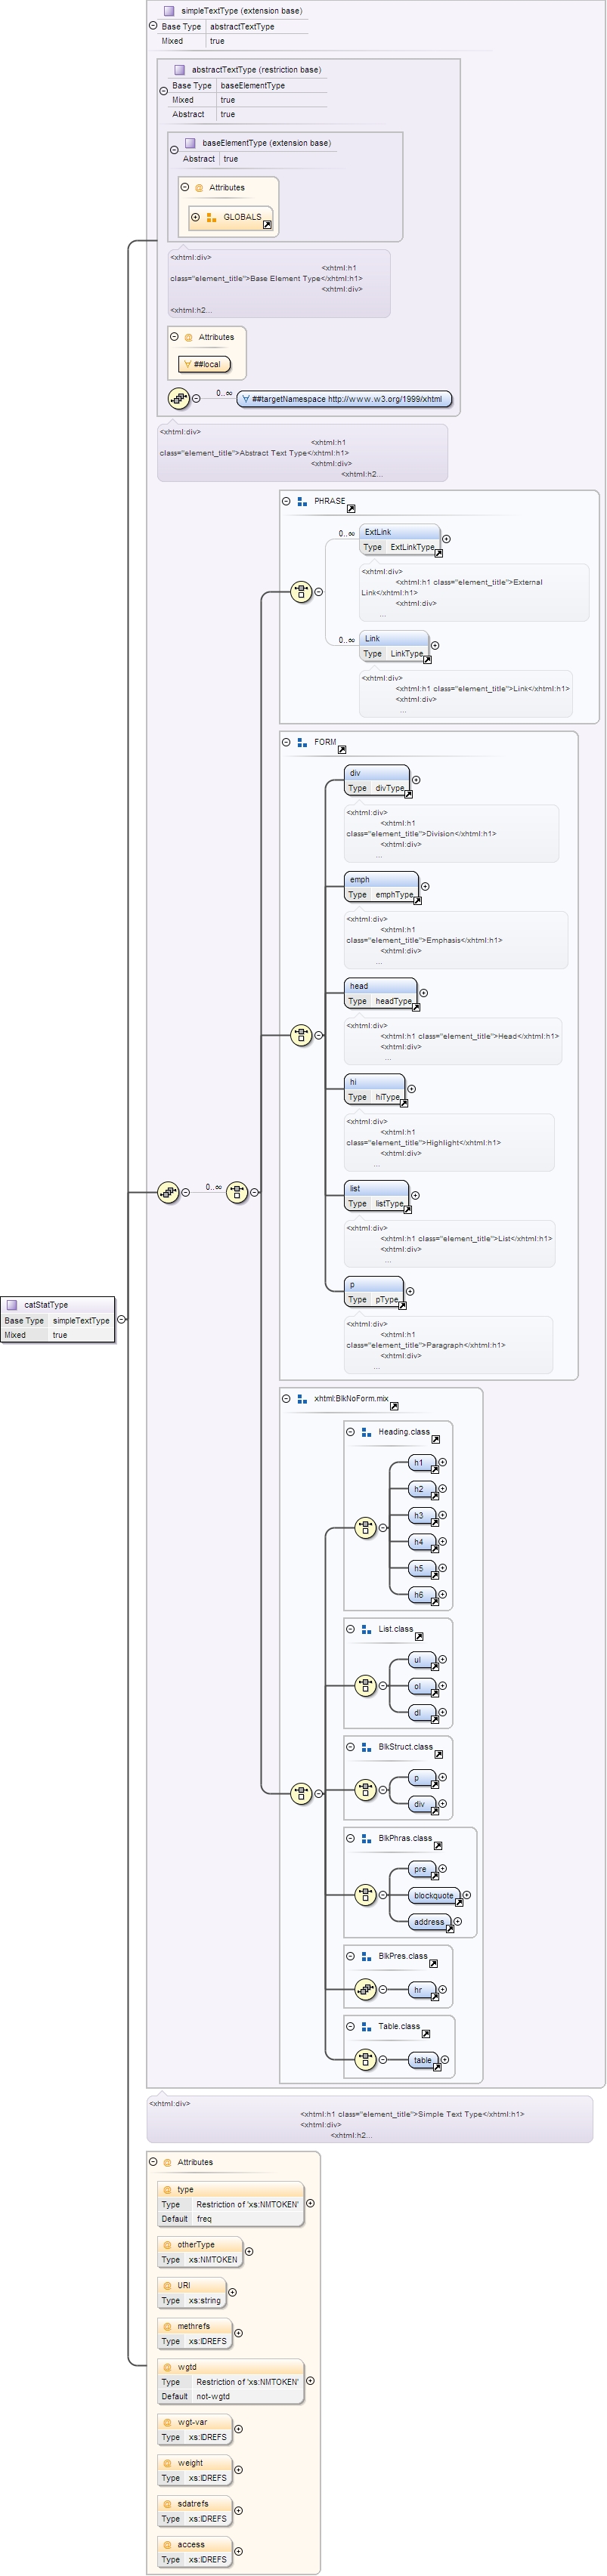 simpleTextType (extension base)
Base Type abstractTextType
Mixed true
abstractTextType (restriction base)
Base Type baseElementType
Mixed true
Abstract true
baseElementType (extension base)
Abstract true
@ Attributes
GLOBALS
<xhtml:div>
<xhtml:h1
class="element_title">Base Element Type</xhtml:h1>
<xhtml:div>
<xhtml:h2...
@ Attributes
##local
0..∞
##targetNamespace http://www.w3.org/1999/xhtml
<xhtml:div>
<xhtml:h1
class="element_title">Abstract Text Type</xhtml:h1>
<xhtml:div>
<xhtml:h2...
PHRASE
0..∞
ExtLink
Type ExtLinkType
<xhtml:div>
<xhtml:h1 class="element_title">External
Link</xhtml:h1>
<xhtml:div>
...
0..∞
Link
Type LinkType
<xhtml:div>
<xhtml:h1 class="element_title">Link</xhtml:h1>
<xhtml:div>
...
FORM
div
Type divType
<xhtml:div>
<xhtml:h1
class="element_title">Division</xhtml:h1>
<xhtml:div>
...
emph
Type emphType
<xhtml:div>
<xhtml:h1
class="element_title">Emphasis</xhtml:h1>
<xhtml:div>
...
head
Type headType
<xhtml:div>
<xhtml:h1 class="element_title">Head</xhtml:h1>
<xhtml:div>
...
hi
Type hiType
<xhtml:div>
<xhtml:h1
class="element_title">Highlight</xhtml:h1>
<xhtml:div>
...
0..∞
list
Type listType
<xhtml:div>
<xhtml:h1 class="element_title">List</xhtml:h1>
<xhtml:div>
...
p
Type pType
<xhtml:div>
<xhtml:h1
class="element_title">Paragraph</xhtml:h1>
<xhtml:div>
...
catStatType
Base Type simpleTextType
Mixed true
xhtml:BlkNoForm.mix
Heading.class
h1
h2
h3
h4
h5
h6
List.class
ul
ol
dl
BlkStruct.class
p
div
BlkPhras.class
pre
blockquote
address
BlkPres.class
hr
Table.class
table
<xhtml:div>
<xhtml:h1 class="element_title">Simple Text Type</xhtml:h1>
<xhtml:div>
<xhtml:h2...
@ Attributes
@ type
Type Restriction of 'xs:NMTOKEN'
Default freq
@ otherType
Type xs:NMTOKEN
@ URI
Type xs:string
@ methrefs
Type xs:IDREFS
@ wgtd
Type Restriction of 'xs:NMTOKEN'
Default not-wgtd
@ wgt-var
Type xs:IDREFS
@ weight
Type xs:IDREFS
@ sdatrefs
Type xs:IDREFS
@ access
Type xs:IDREFS